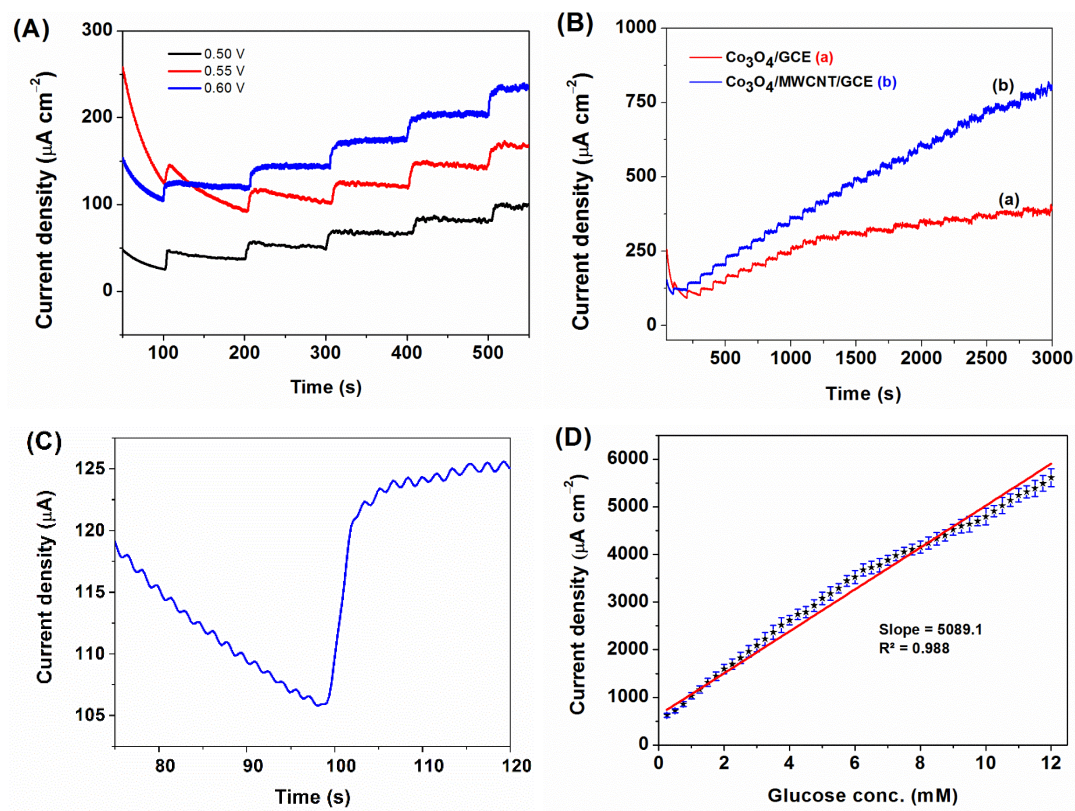 (A)
300
200
100
0
Current density (µA cm⁻²)
0.50 V
0.55 V
0.60 V
100 200 300 400 500
Time (s)
(B)
1000
750
500
250
0
Current density (µA cm⁻²)
Co₃O₄/GCE (a)
Co₃O₄/MWCNT/GCE (b)
(b)
(a)
500 1000 1500 2000 2500 3000
Time (s)
(C)
125
120
115
110
105
Current density (µA)
80 90 100 110 120
Time (s)
(D)
6000
5000
4000
3000
2000
1000
0
Current density (µA cm⁻²)
Slope = 5089.1
R² = 0.988
0 2 4 6 8 10 12
Glucose conc. (mM)